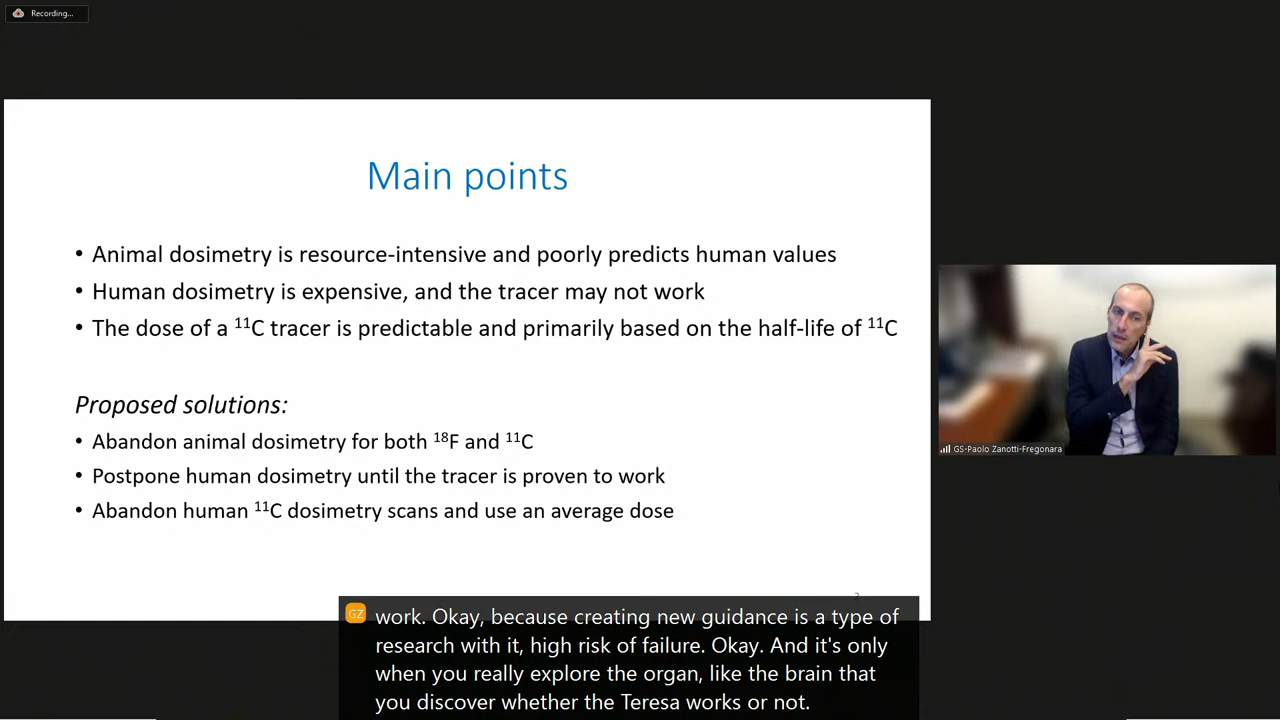 Recording...
Main points
• Animal dosimetry is resource-intensive and poorly predicts human values
• Human dosimetry is expensive, and the tracer may not work
• The dose of a ¹¹C tracer is predictable and primarily based on the half-life of ¹¹C
Proposed solutions:
• Abandon animal dosimetry for both ¹⁸F and ¹¹C
• Postpone human dosimetry until the tracer is proven to work
• Abandon human ¹¹C dosimetry scans and use an average dose
GS-Paolo Zanotti-Fregonara
2
GZ
work. Okay, because creating new guidance is a type of
research with it, high risk of failure. Okay. And it's only
when you really explore the organ, like the brain that
you discover whether the Teresa works or not.